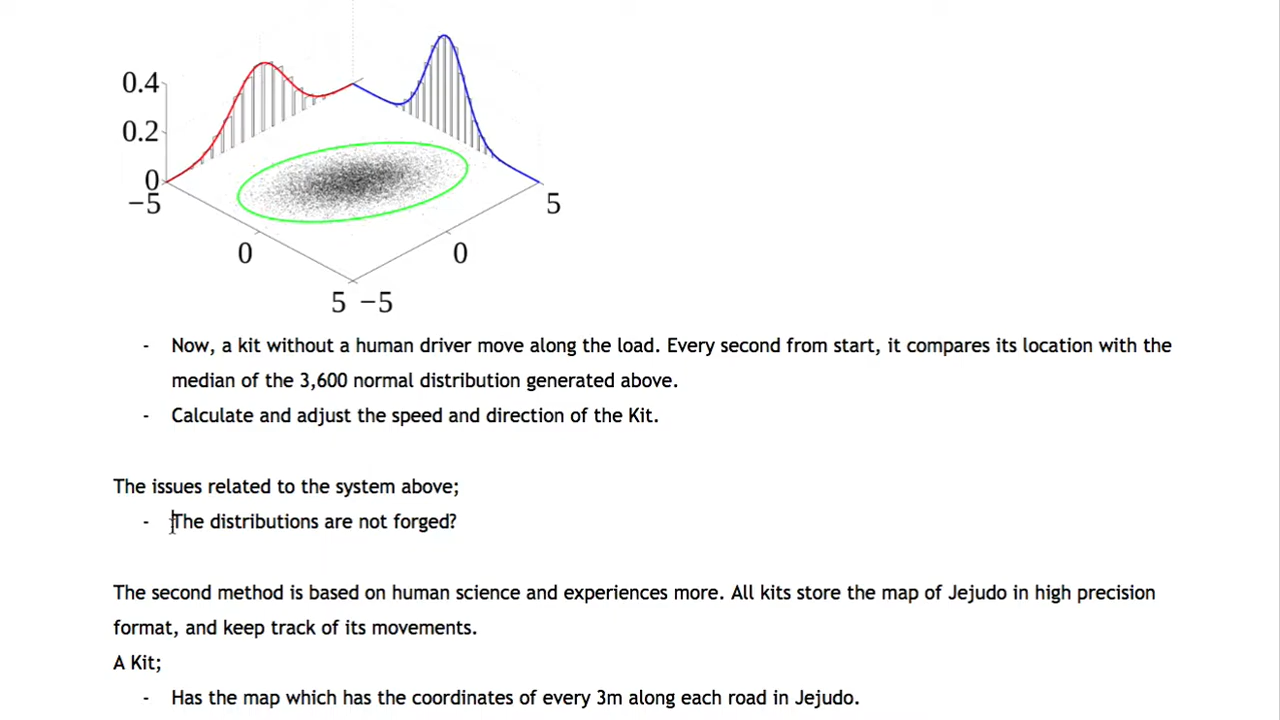 0.4
0.2
0
−5
5
0
0
5 −5
- Now, a kit without a human driver move along the load. Every second from start, it compares its location with the
median of the 3,600 normal distribution generated above.
- Calculate and adjust the speed and direction of the Kit.
The issues related to the system above;
- The distributions are not forged?
The second method is based on human science and experiences more. All kits store the map of Jejudo in high precision
format, and keep track of its movements.
A Kit;
- Has the map which has the coordinates of every 3m along each road in Jejudo.